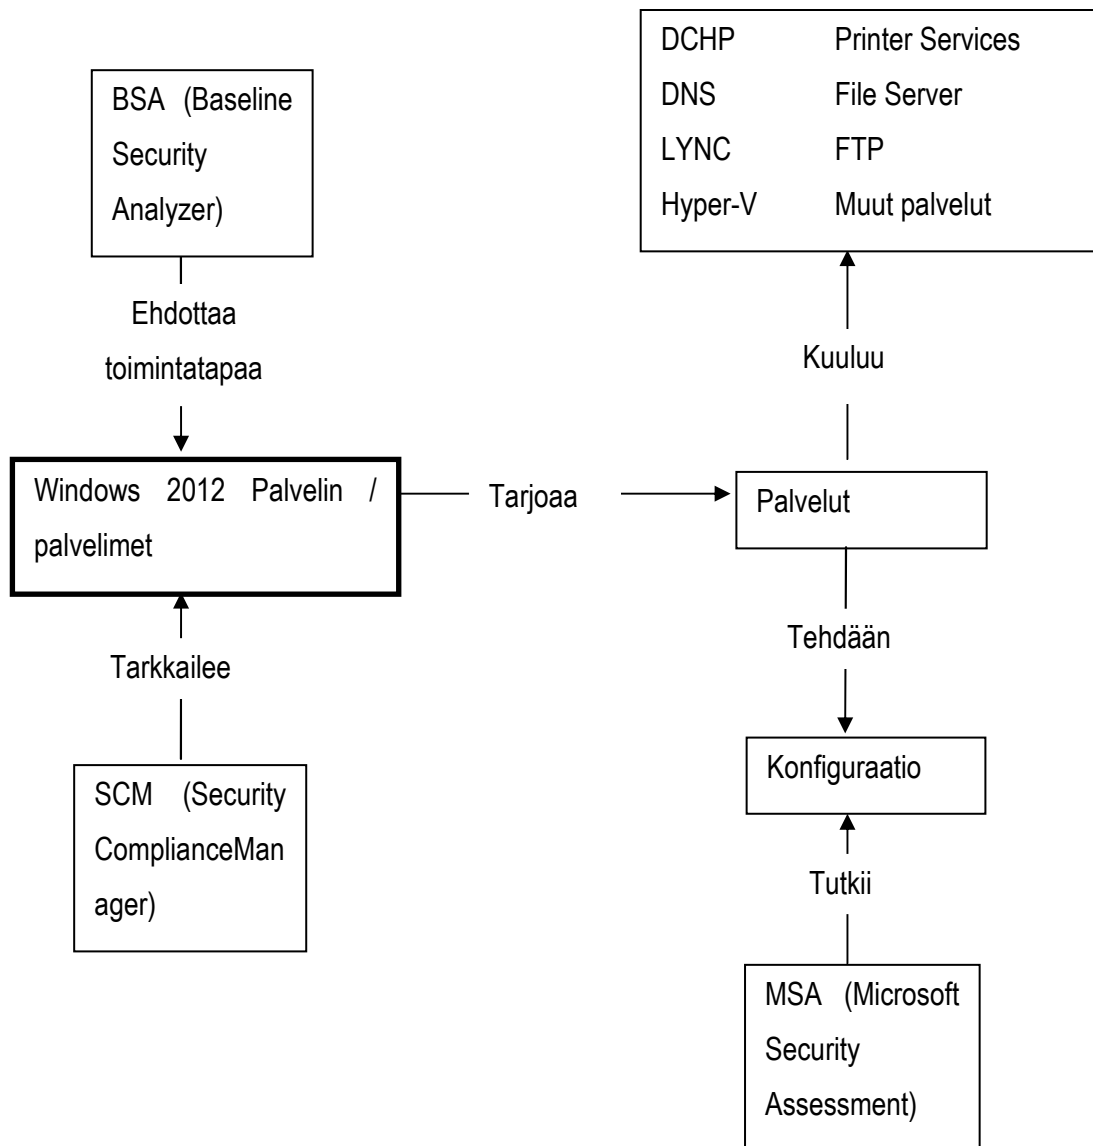 BSA (Baseline
Security
Analyzer)
Ehdottaa
toimintatapaa
Windows 2012 Palvelin /
palvelimet
Tarkkailee
SCM (Security
ComplianceMan
ager)
Tarjoaa
DCHP Printer Services
DNS File Server
LYNC FTP
Hyper-V Muut palvelut
Kuuluu
Palvelut
Tehdään
Konfiguraatio
Tutkii
MSA (Microsoft
Security
Assessment)